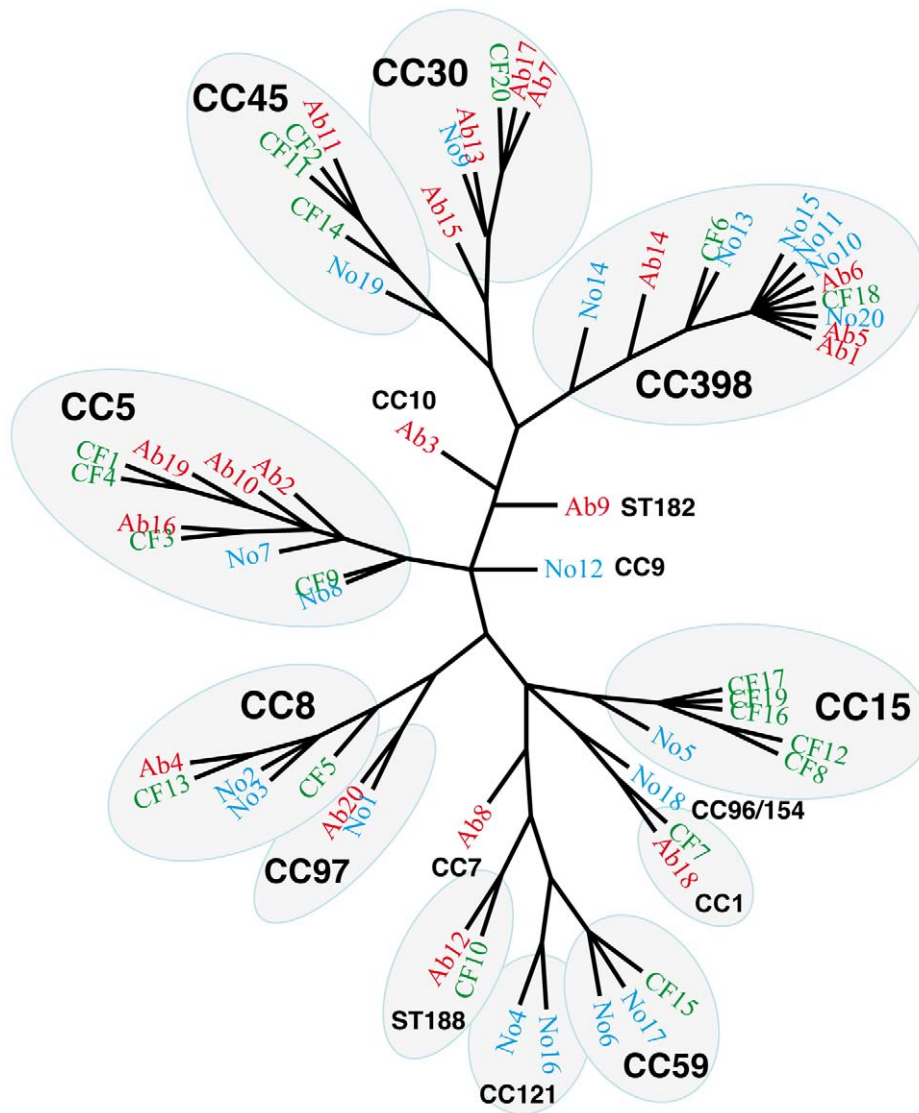 CC45
CC30
CF20
Ab17
Ab7
Ab11
CF2
CF11
Ab13
No9
CF14
Ab15
No19
CF6
No13
No15
No11
No10
Ab6
CF18
No20
Ab5
Ab1
Ab14
No14
CC398
CC5
CC10
Ab3
CF1
CF4
Ab19
Ab10
Ab2
Ab16
CF3
No7
CF9
No8
Ab9 ST182
No12 CC9
CC8
Ab4
CF13
No2
No3
CF5
Ab20
No1
CC97
CF17
CF19
CF16
CC15
CF12
CF8
No5
No18
CC96/154
CF7
Ab18
CC1
Ab8
CC7
Ab12
CF10
ST188
No4
No16
CC121
No6
No17
CF15
CC59